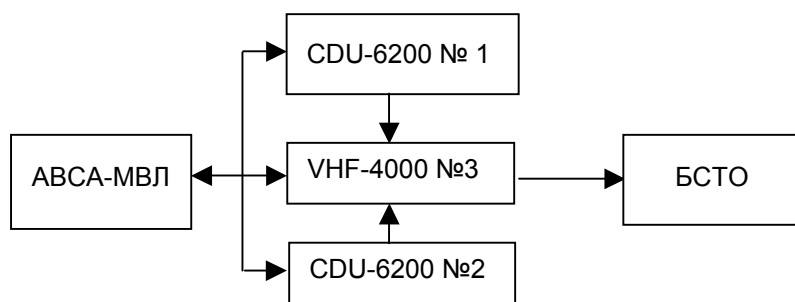 CDU-6200 № 1
АВСА-МВЛ
VHF-4000 №3
БСТО
CDU-6200 №2